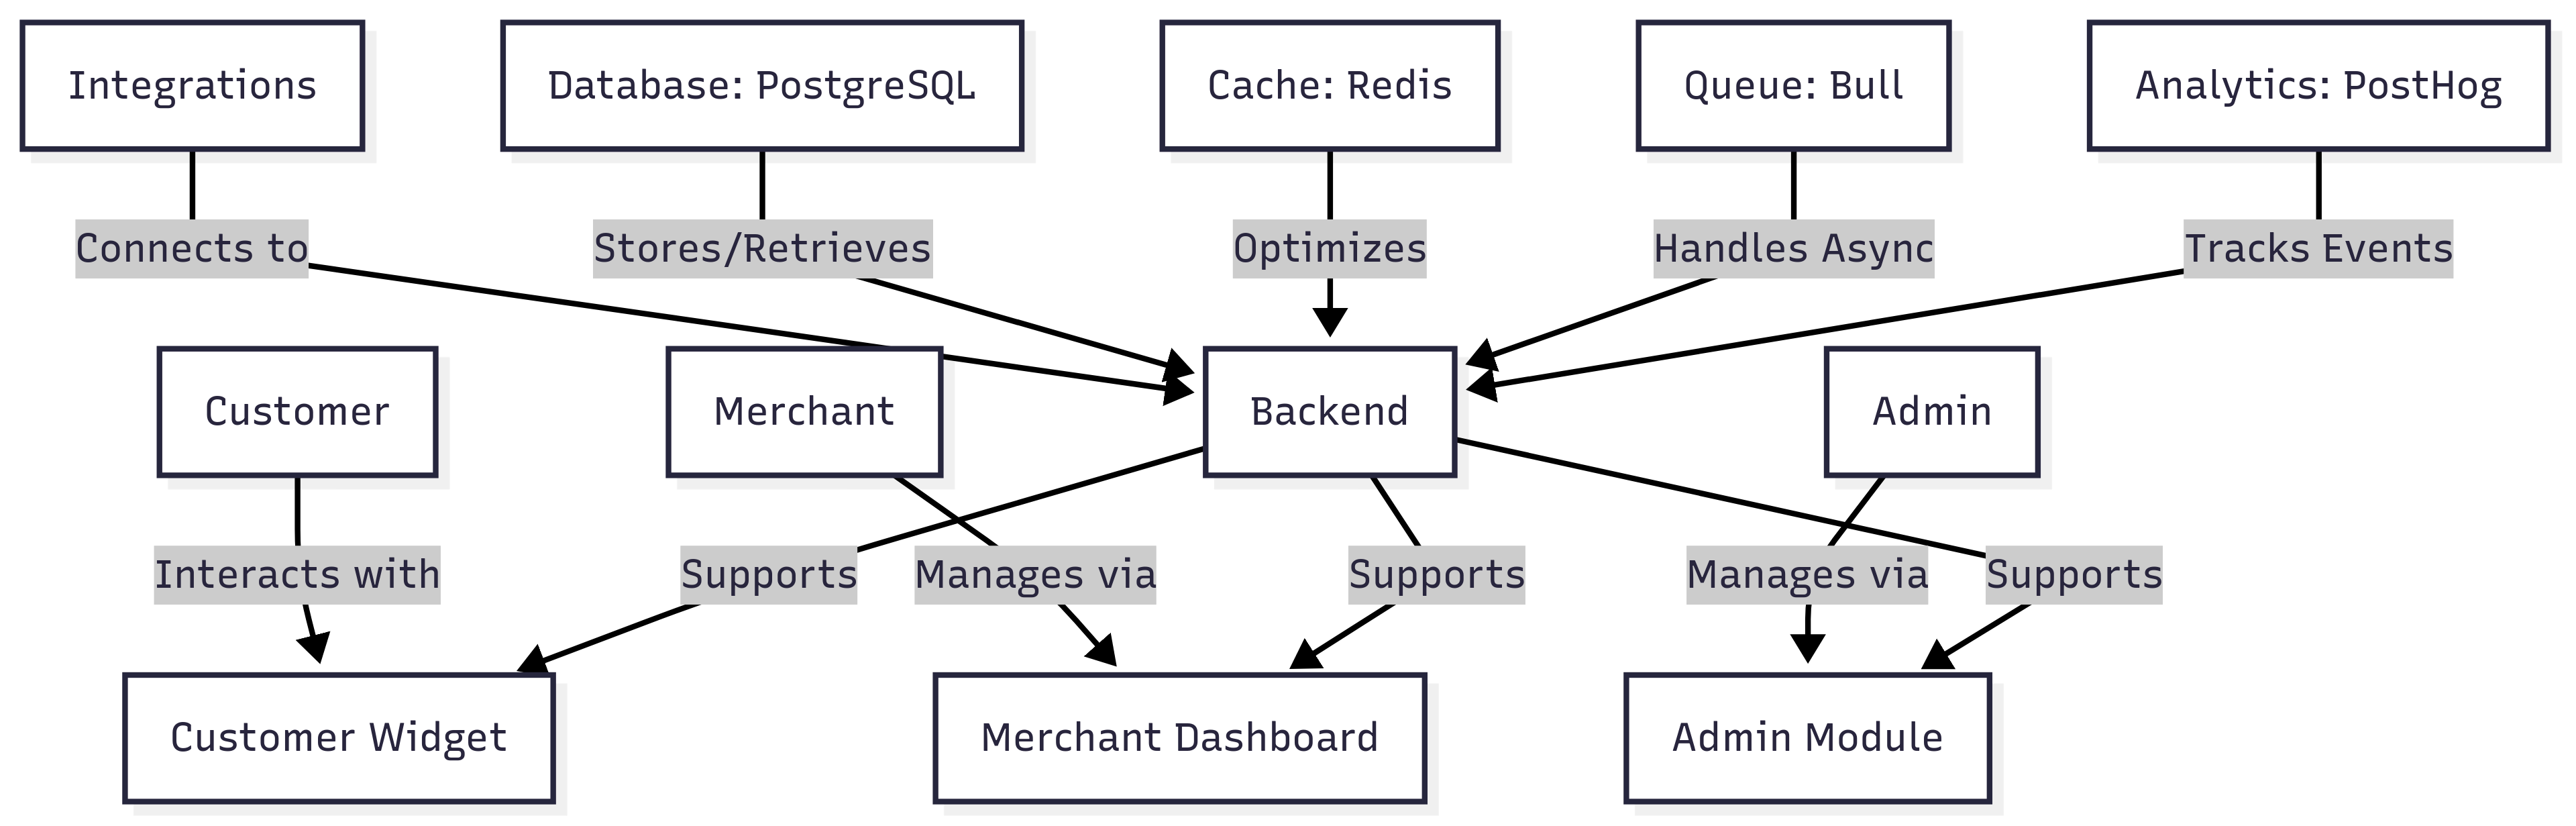 Integrations
Database: PostgreSQL
Cache: Redis
Queue: Bull
Analytics: PostHog
Connects to
Stores/Retrieves
Optimizes
Handles Async
Tracks Events
Customer
Merchant
Backend
Admin
Interacts with
Supports
Manages via
Supports
Manages via
Supports
Customer Widget
Merchant Dashboard
Admin Module